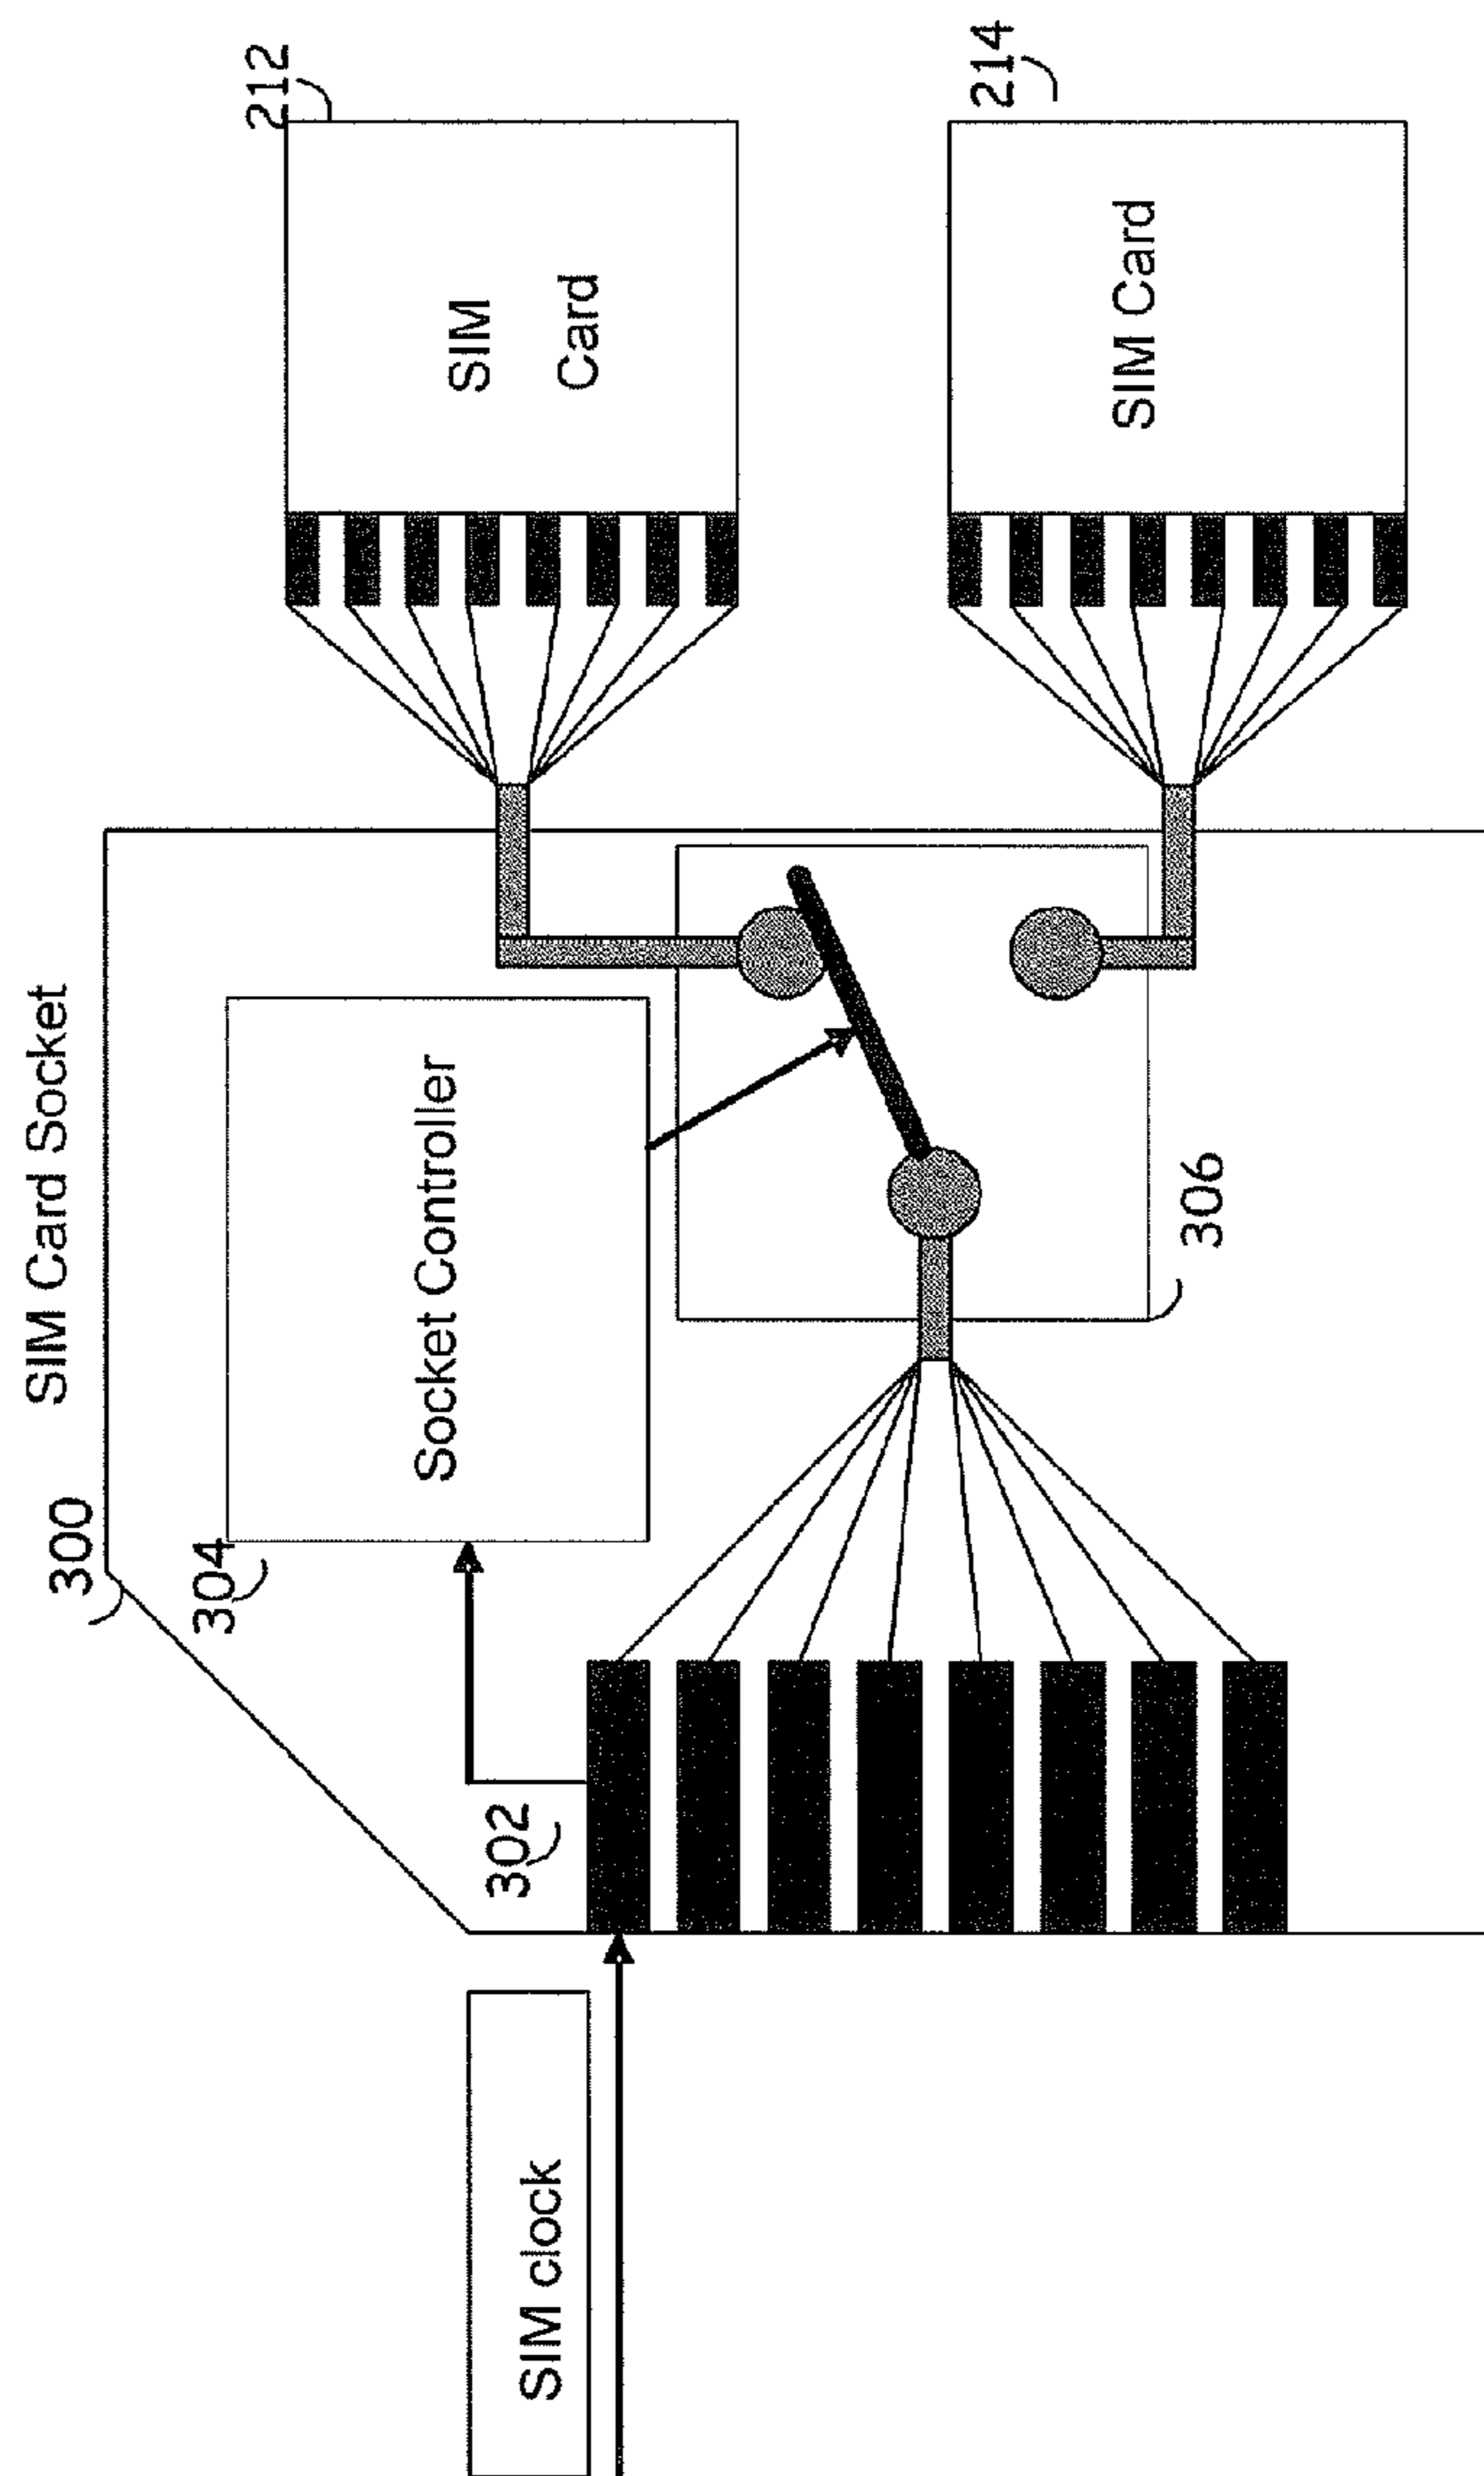 SIM Card Socket
300
304
Socket Controller
302
SIM clock
306
212
SIM
Card
214
SIM Card